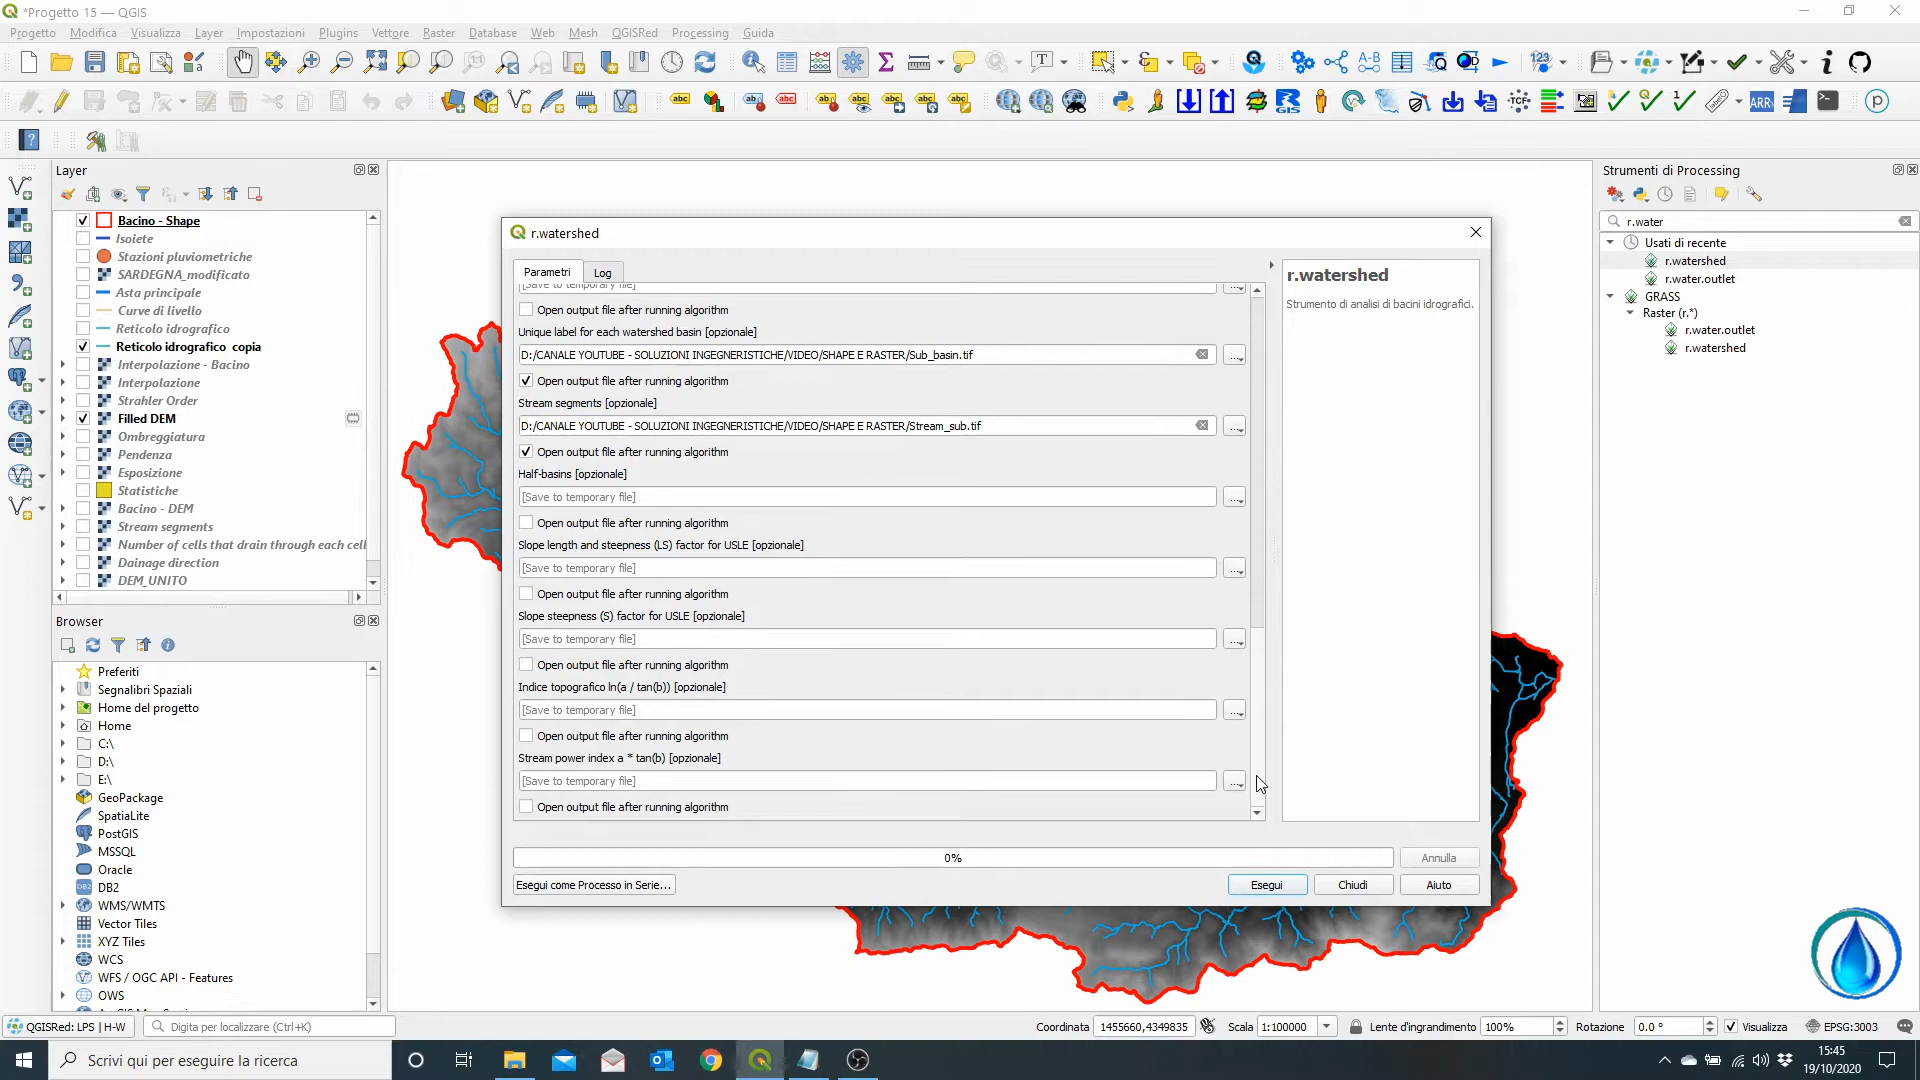 *Progetto 15 — QGIS
Progetto Modifica Visualizza Layer Impostazioni Plugins Vettore Raster Database Web Mesh QGISRed Processing Guida
Layer
Bacino - Shape
Isoiete
Stazioni pluviometriche
SARDEGNA_modificato
Asta principale
Curve di livello
Reticolo idrografico
Reticolo idrografico copia
Interpolazione - Bacino
Interpolazione
Strahler Order
Filled DEM
Ombreggiatura
Pendenza
Esposizione
Statistiche
Bacino - DEM
Stream segments
Number of cells that drain through each cell
Dainage direction
DEM_UNITO
Browser
Preferiti
Segnalibri Spaziali
Home del progetto
Home
C:\
D:\
E:\
GeoPackage
SpatiaLite
PostGIS
MSSQL
Oracle
DB2
WMS/WMTS
Vector Tiles
XYZ Tiles
WCS
WFS / OGC API - Features
OWS
r.watershed
Parametri Log
[Save to temporary file]
Open output file after running algorithm
Unique label for each watershed basin [opzionale]
D:/CANALE YOUTUBE - SOLUZIONI INGEGNERISTICHE/VIDEO/SHAPE E RASTER/Sub_basin.tif
Open output file after running algorithm
Stream segments [opzionale]
D:/CANALE YOUTUBE - SOLUZIONI INGEGNERISTICHE/VIDEO/SHAPE E RASTER/Stream_sub.tif
Open output file after running algorithm
Half-basins [opzionale]
[Save to temporary file]
Open output file after running algorithm
Slope length and steepness (LS) factor for USLE [opzionale]
[Save to temporary file]
Open output file after running algorithm
Slope steepness (S) factor for USLE [opzionale]
[Save to temporary file]
Open output file after running algorithm
Indice topografico ln(a / tan(b)) [opzionale]
[Save to temporary file]
Open output file after running algorithm
Stream power index a * tan(b) [opzionale]
[Save to temporary file]
Open output file after running algorithm
r.watershed
Strumento di analisi di bacini idrografici.
0%
Annulla
Esegui come Processo in Serie...
Esegui Chiudi Aiuto
Strumenti di Processing
r.water
Usati di recente
r.watershed
r.water.outlet
GRASS
Raster (r.*)
r.water.outlet
r.watershed
QGISRed: LPS | H-W
Digita per localizzare (Ctrl+K)
Coordinata 1455660,4349835 Scala 1:100000 Lente d'ingrandimento 100% Rotazione 0.0 ° Visualizza EPSG:3003
Scrivi qui per eseguire la ricerca
15:45
19/10/2020